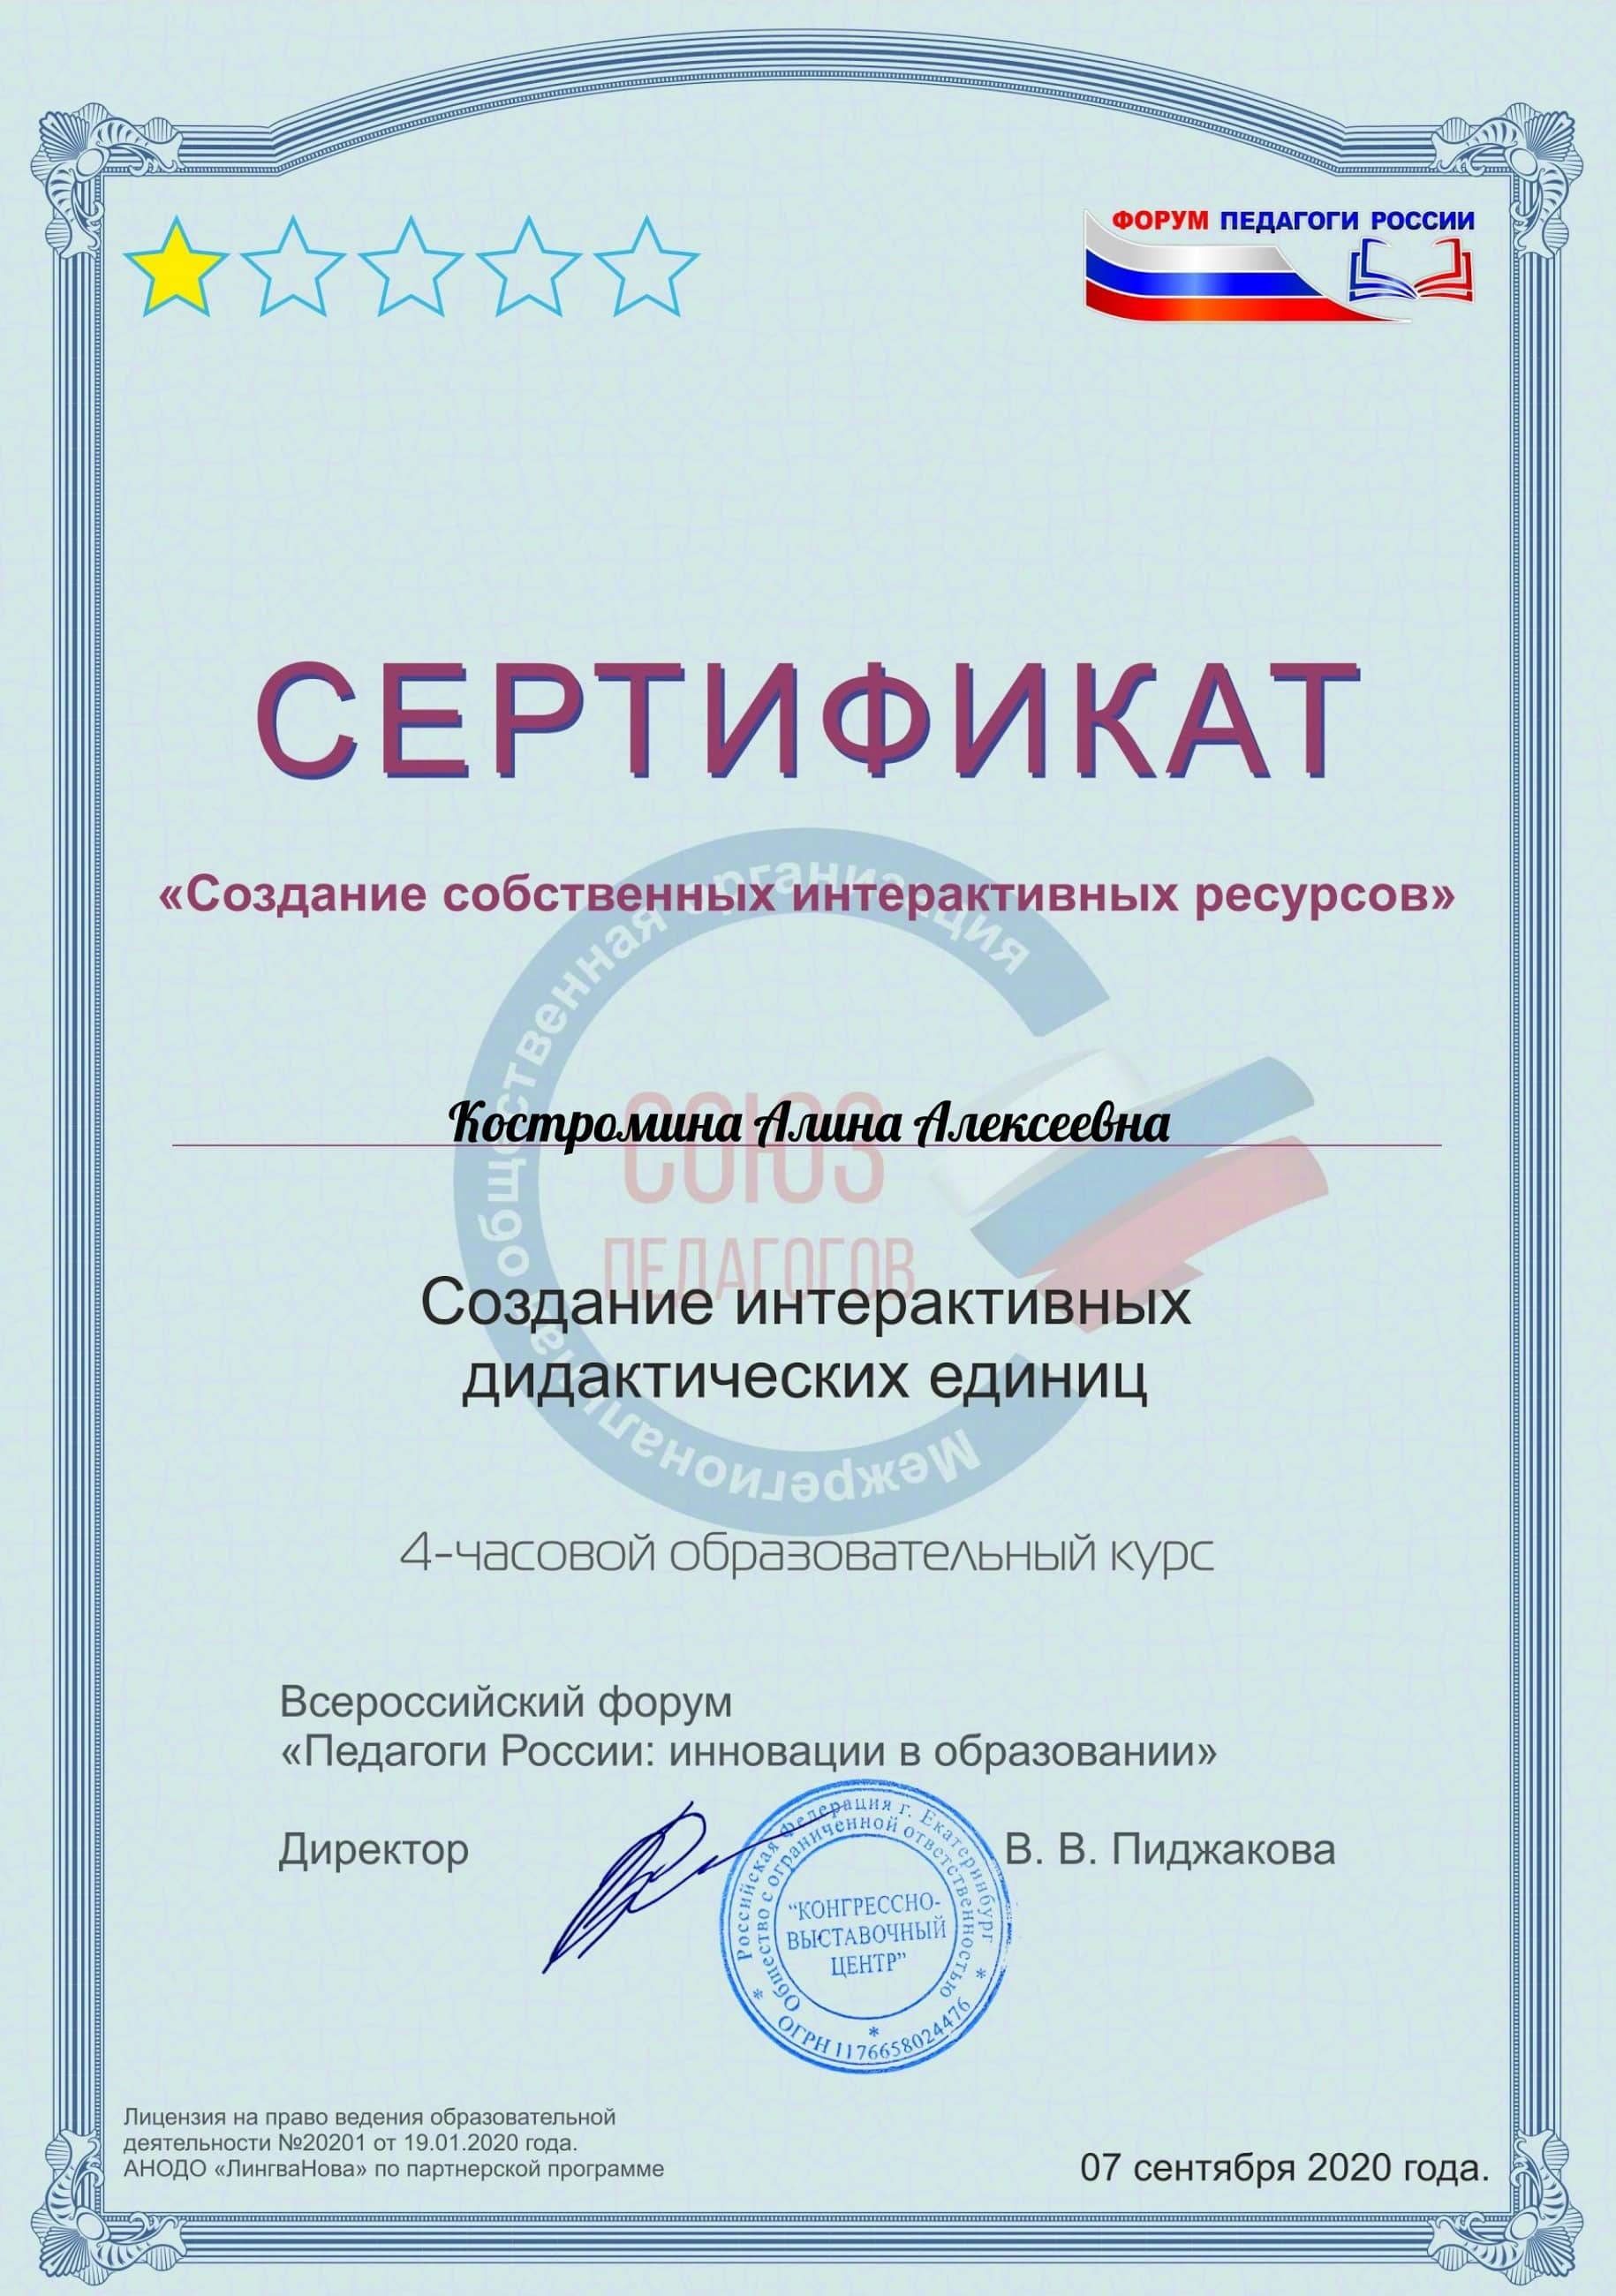 ФОРУМ ПЕДАГОГИ РОССИИ
СЕРТИФИКАТ
«Создание собственных интерактивных ресурсов»
Межрегиональная общественная организация
СОЮЗ
ПЕДАГОГОВ
Костромина Алина Алексеевна
Создание интерактивных
дидактических единиц
4-часовой образовательный курс
Всероссийский форум
«Педагоги России: инновации в образовании»
Директор
В. В. Пиджакова
Российская Федерация г. Екатеринбург
Общество с ограниченной ответственностью
"КОНГРЕССНО-
ВЫСТАВОЧНЫЙ
ЦЕНТР"
ОГРН 1176658024476
Лицензия на право ведения образовательной
деятельности №20201 от 19.01.2020 года.
АНОДО «ЛингваНова» по партнерской программе
07 сентября 2020 года.